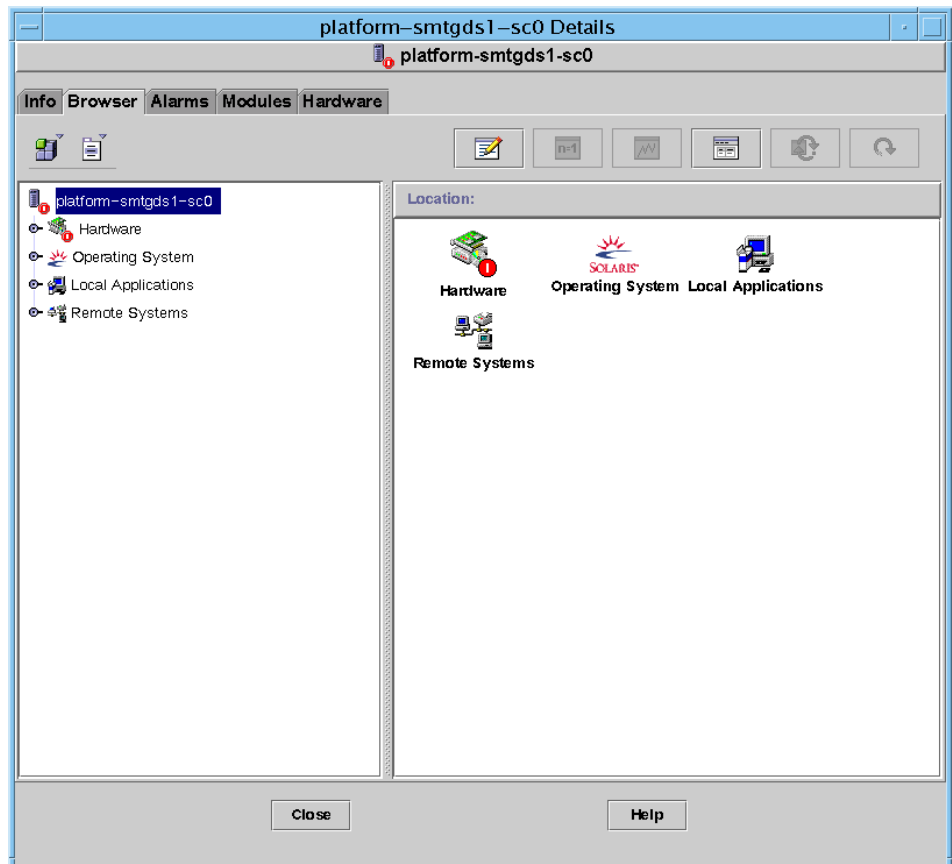 platform-smtgds1-sc0 Details
platform-smtgds1-sc0
Info Browser Alarms Modules Hardware
n=1
platform-smtgds1-sc0
Hardware
Operating System
Local Applications
Remote Systems
Location:
SOLARIS
Hardware Operating System Local Applications
Remote Systems
Close Help